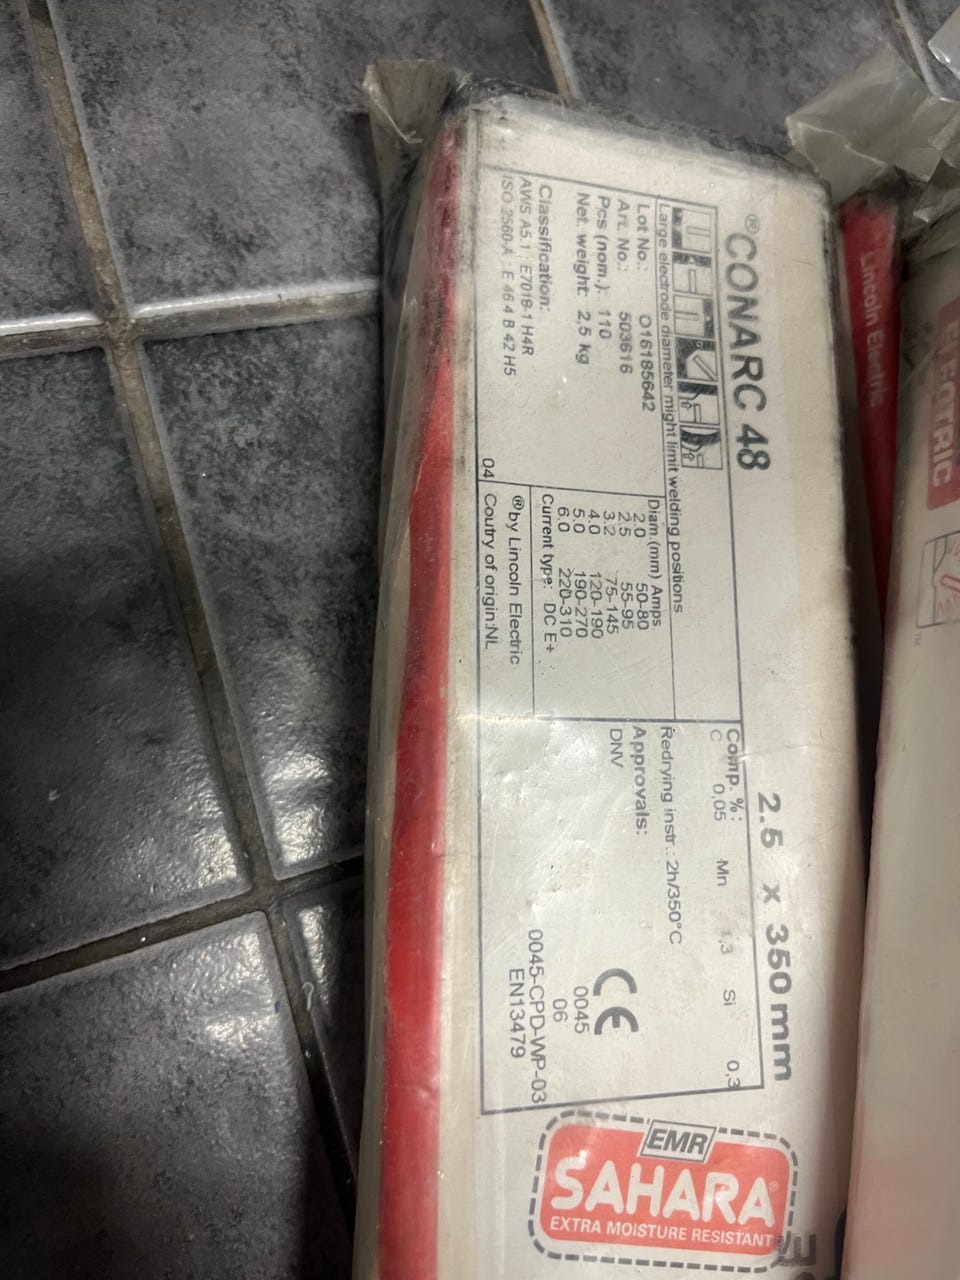 ®CONARC 48
2.5 x 350 mm
Large electrode diameter might limit welding positions
Lot No.: O16185642
Art. No.: 503616
Pcs (nom.): 110
Net. weight: 2,5 kg
Classification:
AWS A5.1 : E7018-1 H4R
ISO 2560-A : E 46 4 B 42 H5
Diam.(mm) Amps.
2.0 50-80
2.5 55-95
3.2 75-145
4.0 120-190
5.0 190-270
6.0 220-310
Current type: DC E+
®by Lincoln Electric
04 Coutry of origin:NL
Comp. %:
C Mn Si
0,05 1,3 0,3
Redrying instr.: 2h/350°C
Approvals:
DNV
CE
0045
06
0045-CPD-WP-03
EN13479
EMR
SAHARA®
EXTRA MOISTURE RESISTANT
Lincoln Electric
TM